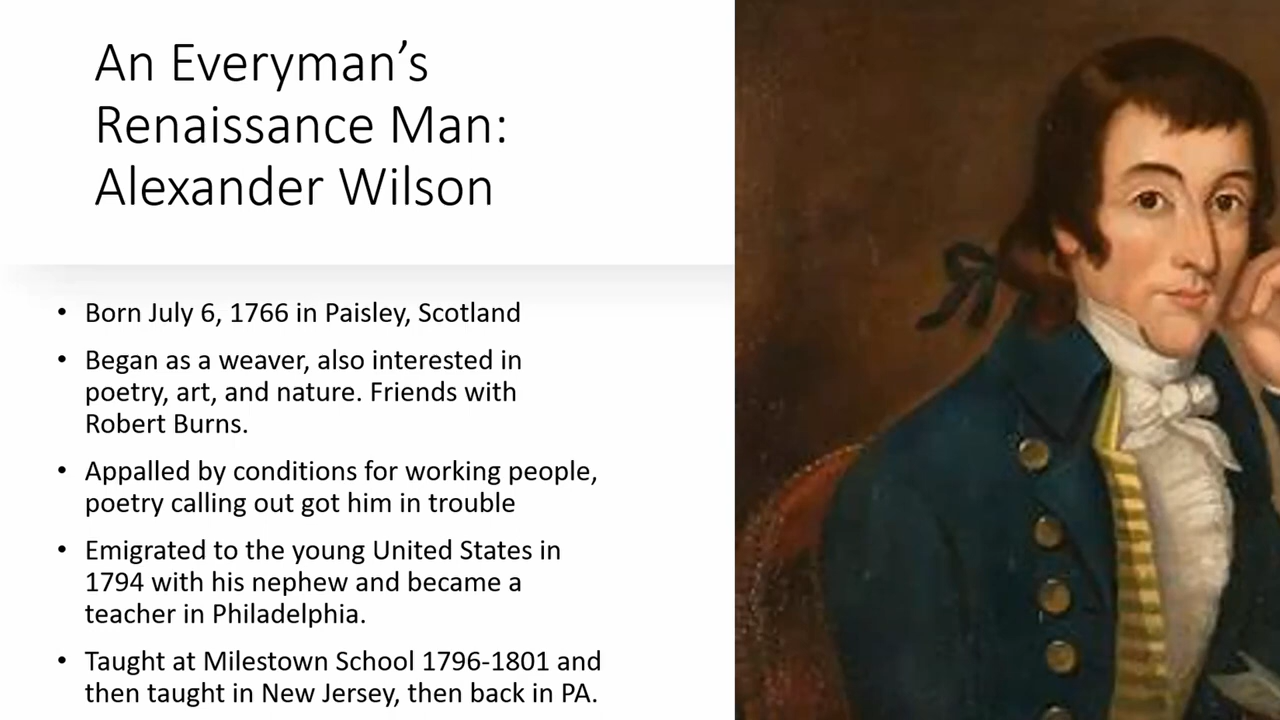 An Everyman’s
Renaissance Man:
Alexander Wilson
• Born July 6, 1766 in Paisley, Scotland
• Began as a weaver, also interested in
poetry, art, and nature. Friends with
Robert Burns.
• Appalled by conditions for working people,
poetry calling out got him in trouble
• Emigrated to the young United States in
1794 with his nephew and became a
teacher in Philadelphia.
• Taught at Milestown School 1796-1801 and
then taught in New Jersey, then back in PA.